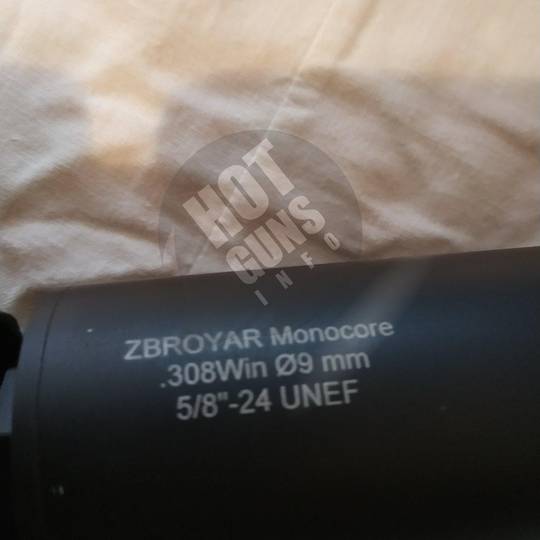 HOT
GUNS
INFO
ZBROYAR Monocore
.308Win Ø9 mm
5/8"-24 UNEF